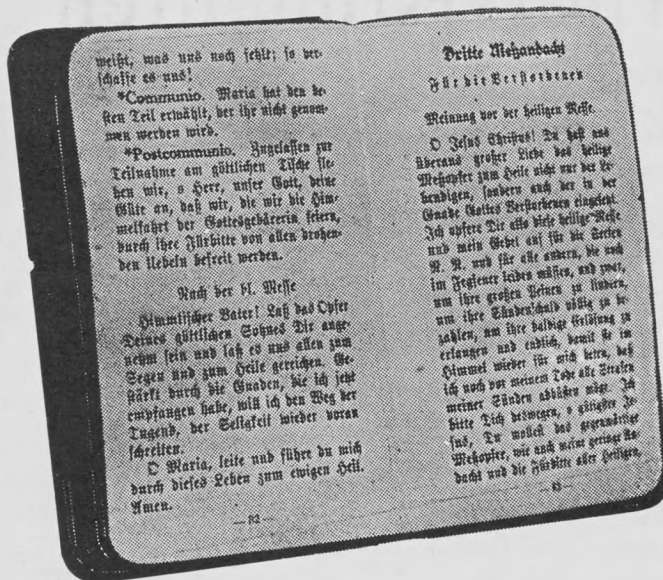 weißt, was uns noch fehlt; so ver-
schaffe es uns!
*Communio. Maria hat den be-
sten Teil erwählt, der ihr nicht genom-
men werden wird.
*Postcommunio. Zugelassen zur
Teilnahme am göttlichen Tische fle-
hen wir, o Herr, unser Gott, deine
Güte an, daß wir, die wir die Him-
melfahrt der Gottesgebärerin feiern,
durch ihre Fürbitte von allen drohen-
den Uebeln befreit werden.
Nach der hl. Messe
Himmlischer Vater! Laß das Opfer
Deines göttlichen Sohnes Dir ange-
nehm sein und laß es uns allen zum
Segen und zum Heile gereichen. Ge-
stärkt durch die Gnaden, die ich jetzt
empfangen habe, will ich den Weg der
Tugend, der Seligkeit wieder voran
schreiten.
O Maria, leite und führe du mich
durch dieses Leben zum ewigen Heil.
Amen.
— 82 —
Dritte Meßandacht
Für die Verstorbenen
Meinung vor der heiligen Messe.
O Jesus Christus! Du hast aus
überaus großer Liebe das heilige
Meßopfer zum Heile nicht nur der Le-
bendigen, sondern auch der in der
Gnade Gottes Verstorbenen eingesetzt.
Ich opfere Dir also diese heilige Messe
und mein Gebet auf für die Seelen
N. N. und für alle andern, die noch
im Fegfeuer leiden müssen, und zwar,
um ihre großen Peinen zu lindern,
um ihre Schuldenschuld völlig zu be-
zahlen, um ihre baldige Erlösung zu
erlangen und endlich, damit sie im
Himmel wieder für mich beten, daß
ich noch vor meinem Tode alle Strafen
meiner Sünden abbüßen möge. Ich
bitte Dich deswegen, o gütigster Je-
sus, Du wollest das gegenwärtige
Meßopfer, wie auch meine geringe An-
dacht und die Fürbitte aller Heiligen,
— 83 —